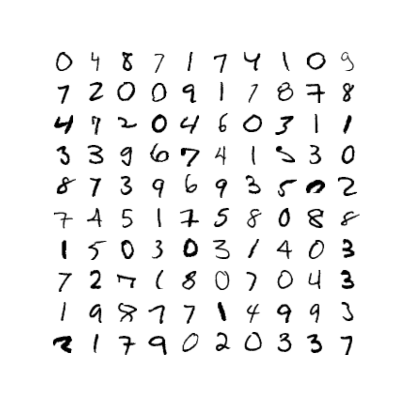 0 4 8 7 1 7 4 1 0 9
7 2 0 0 9 1 7 8 7 8
4 7 2 0 4 6 0 3 1 1
3 3 9 6 7 4 1 5 3 0
8 7 3 9 6 9 3 5 0 2
7 4 5 1 7 5 8 0 8 8
1 5 0 3 0 3 1 4 0 3
7 2 7 1 8 0 7 0 4 3
1 9 8 7 7 1 4 9 9 3
2 1 7 9 0 2 0 3 3 7